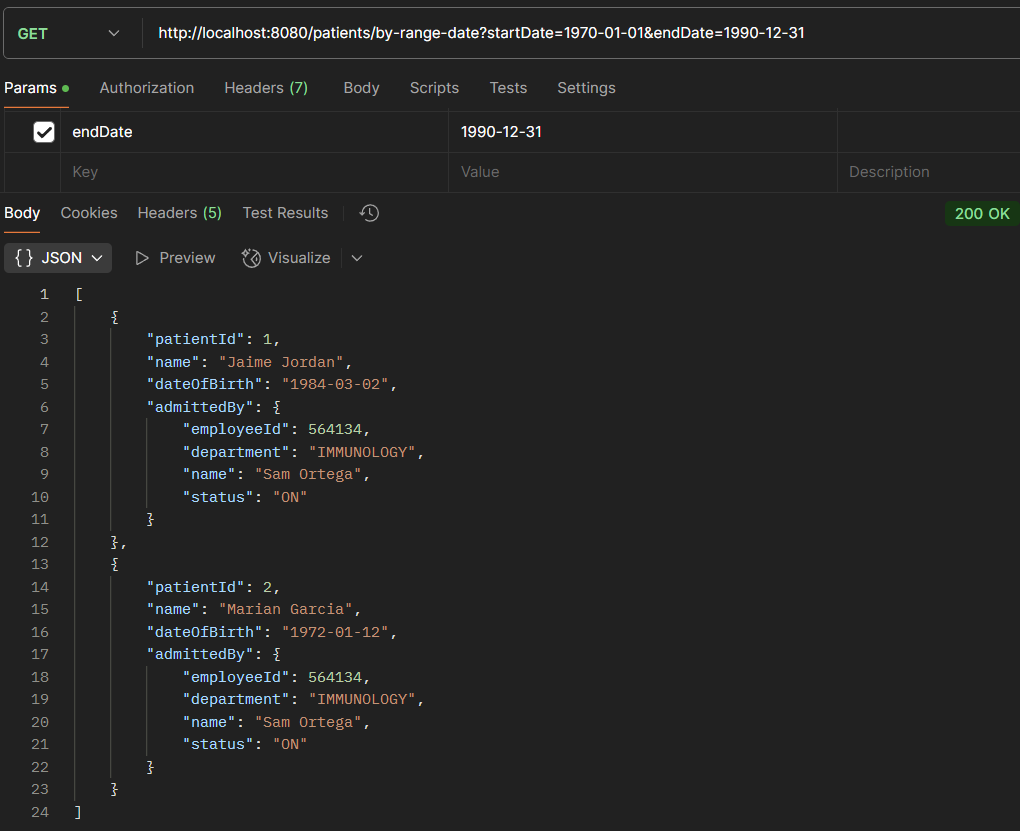 GET http://localhost:8080/patients/by-range-date?startDate=1970-01-01&endDate=1990-12-31
Params Authorization Headers (7) Body Scripts Tests Settings
endDate 1990-12-31
Key Value Description
Body Cookies Headers (5) Test Results 200 OK
{} JSON Preview Visualize
1 [
2 {
3 "patientId": 1,
4 "name": "Jaime Jordan",
5 "dateOfBirth": "1984-03-02",
6 "admittedBy": {
7 "employeeId": 564134,
8 "department": "IMMUNOLOGY",
9 "name": "Sam Ortega",
10 "status": "ON"
11 }
12 },
13 {
14 "patientId": 2,
15 "name": "Marian Garcia",
16 "dateOfBirth": "1972-01-12",
17 "admittedBy": {
18 "employeeId": 564134,
19 "department": "IMMUNOLOGY",
20 "name": "Sam Ortega",
21 "status": "ON"
22 }
23 }
24 ]